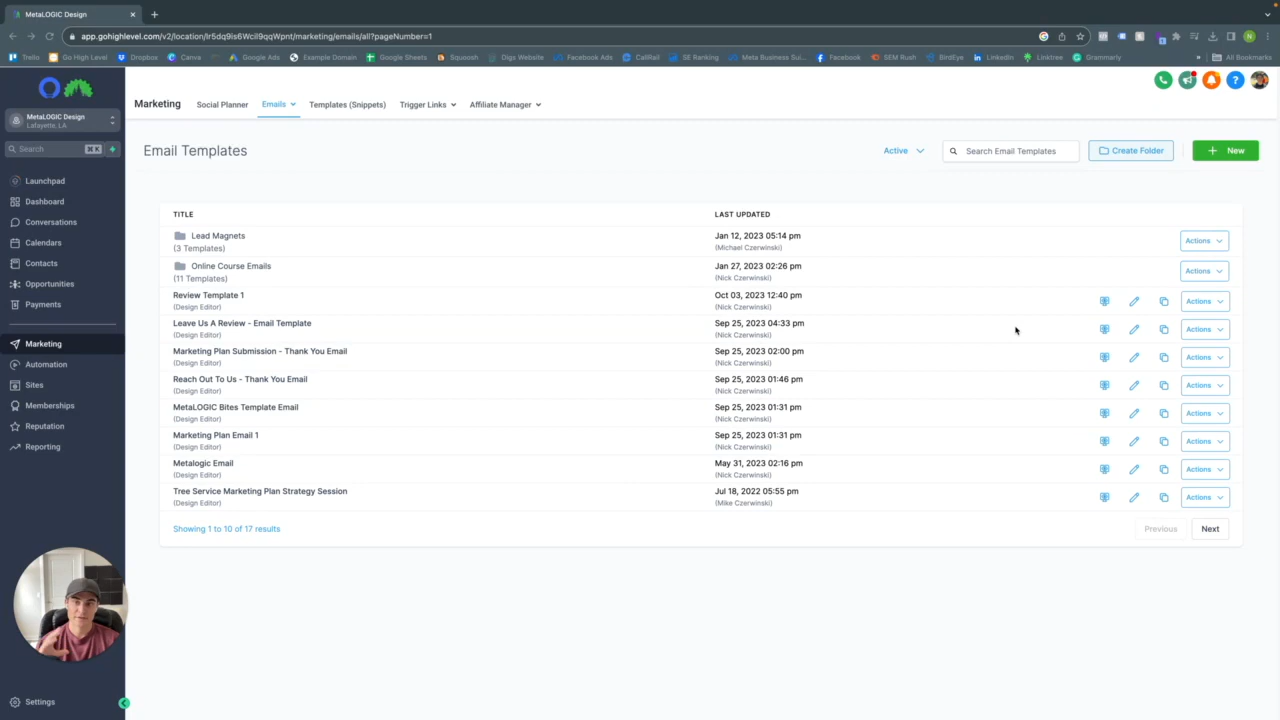 MetaLOGIC Design
app.gohighlevel.com/v2/location/lr5dq9is6Wcil9qqWpnt/marketing/emails/all?pageNumber=1
Trello
Go High Level
Dropbox
Canva
Google Ads
Example Domain
Google Sheets
Squoosh
Digs Website
Facebook Ads
CallRail
SE Ranking
Meta Business Sui...
Facebook
SEM Rush
BirdEye
LinkedIn
Linktree
Grammarly
All Bookmarks
MetaLOGIC Design
Lafayette, LA
Search
⌘ K
Launchpad
Dashboard
Conversations
Calendars
Contacts
Opportunities
Payments
Marketing
Automation
Sites
Memberships
Reputation
Reporting
Settings
Marketing
Social Planner
Emails
Templates (Snippets)
Trigger Links
Affiliate Manager
Email Templates
Active
Search Email Templates
Create Folder
New
TITLE
LAST UPDATED
Lead Magnets
(3 Templates)
Jan 12, 2023 05:14 pm
(Michael Czerwinski)
Actions
Online Course Emails
(11 Templates)
Jan 27, 2023 02:26 pm
(Nick Czerwinski)
Actions
Review Template 1
(Design Editor)
Oct 03, 2023 12:40 pm
(Nick Czerwinski)
Actions
Leave Us A Review - Email Template
(Design Editor)
Sep 25, 2023 04:33 pm
(Nick Czerwinski)
Actions
Marketing Plan Submission - Thank You Email
(Design Editor)
Sep 25, 2023 02:00 pm
(Nick Czerwinski)
Actions
Reach Out To Us - Thank You Email
(Design Editor)
Sep 25, 2023 01:46 pm
(Nick Czerwinski)
Actions
MetaLOGIC Bites Template Email
(Design Editor)
Sep 25, 2023 01:31 pm
(Nick Czerwinski)
Actions
Marketing Plan Email 1
(Design Editor)
Sep 25, 2023 01:31 pm
(Nick Czerwinski)
Actions
Metalogic Email
(Design Editor)
May 31, 2023 02:16 pm
(Nick Czerwinski)
Actions
Tree Service Marketing Plan Strategy Session
(Design Editor)
Jul 18, 2022 05:55 pm
(Mike Czerwinski)
Actions
Showing 1 to 10 of 17 results
Previous
Next